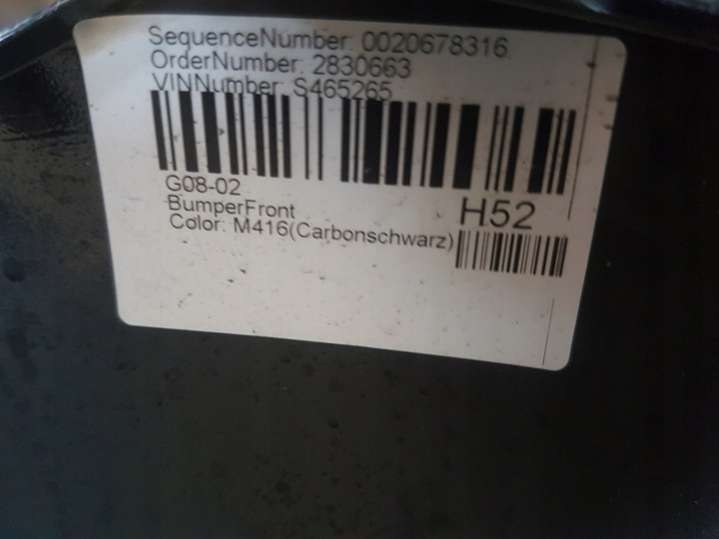 SequenceNumber: 0020678316
OrderNumber: 2830663
VINNumber: S465265
G08-02
BumperFront
H52
Color: M416(Carbonschwarz)